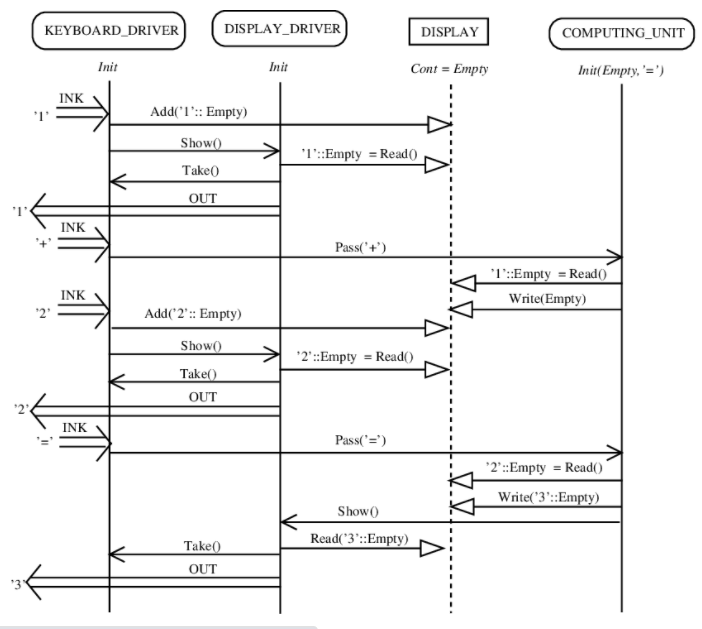 KEYBOARD_DRIVER DISPLAY_DRIVER DISPLAY COMPUTING_UNIT
Init Init Cont = Empty Init(Empty,'=')
INK
'1' Add('1':: Empty)
Show()
'1'::Empty = Read()
Take()
OUT
'1'
INK
'+' Pass('+')
'1'::Empty = Read()
INK Write(Empty)
'2' Add('2':: Empty)
Show()
'2'::Empty = Read()
Take()
OUT
'2'
INK
'=' Pass('=')
'2'::Empty = Read()
Write('3'::Empty)
Show()
Take() Read('3'::Empty)
OUT
'3'